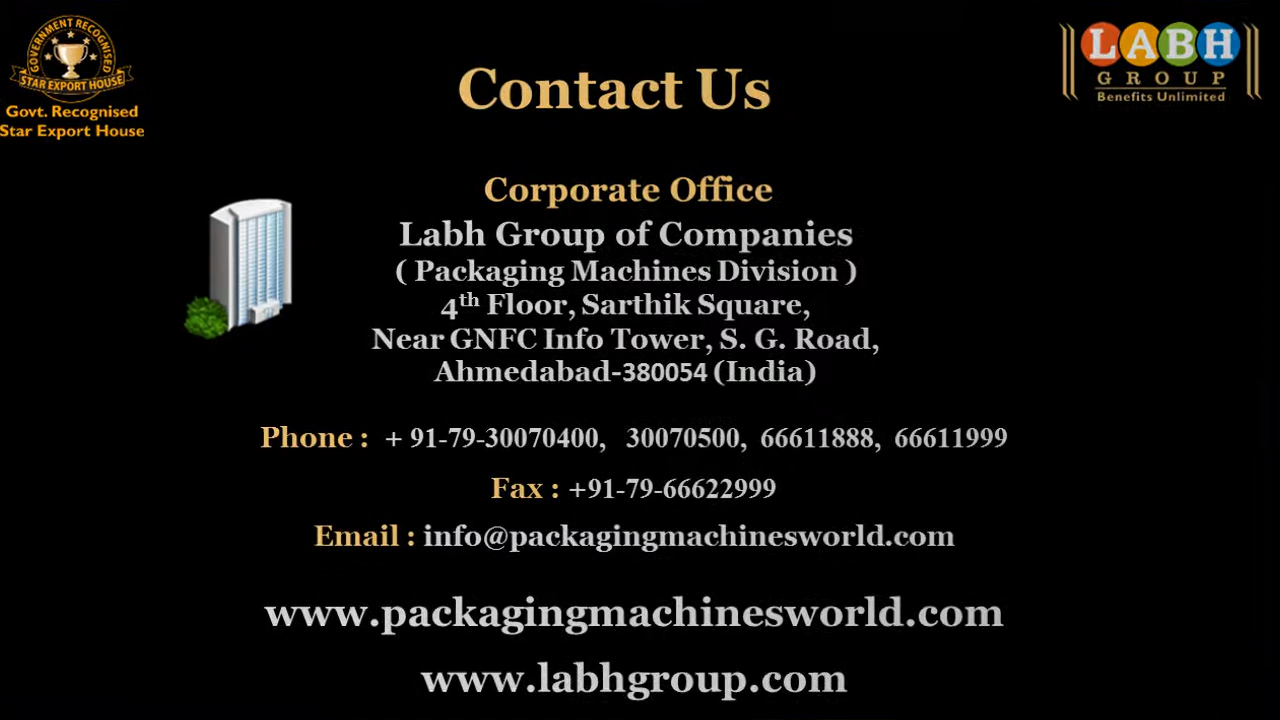 GOVERNMENT RECOGNISED
STAR EXPORT HOUSE
Govt. Recognised
Star Export House
LABH
GROUP
Benefits Unlimited
Contact Us
Corporate Office
Labh Group of Companies
( Packaging Machines Division )
4th Floor, Sarthik Square,
Near GNFC Info Tower, S. G. Road,
Ahmedabad-380054 (India)
Phone : + 91-79-30070400, 30070500, 66611888, 66611999
Fax : +91-79-66622999
Email : info@packagingmachinesworld.com
www.packagingmachinesworld.com
www.labhgroup.com